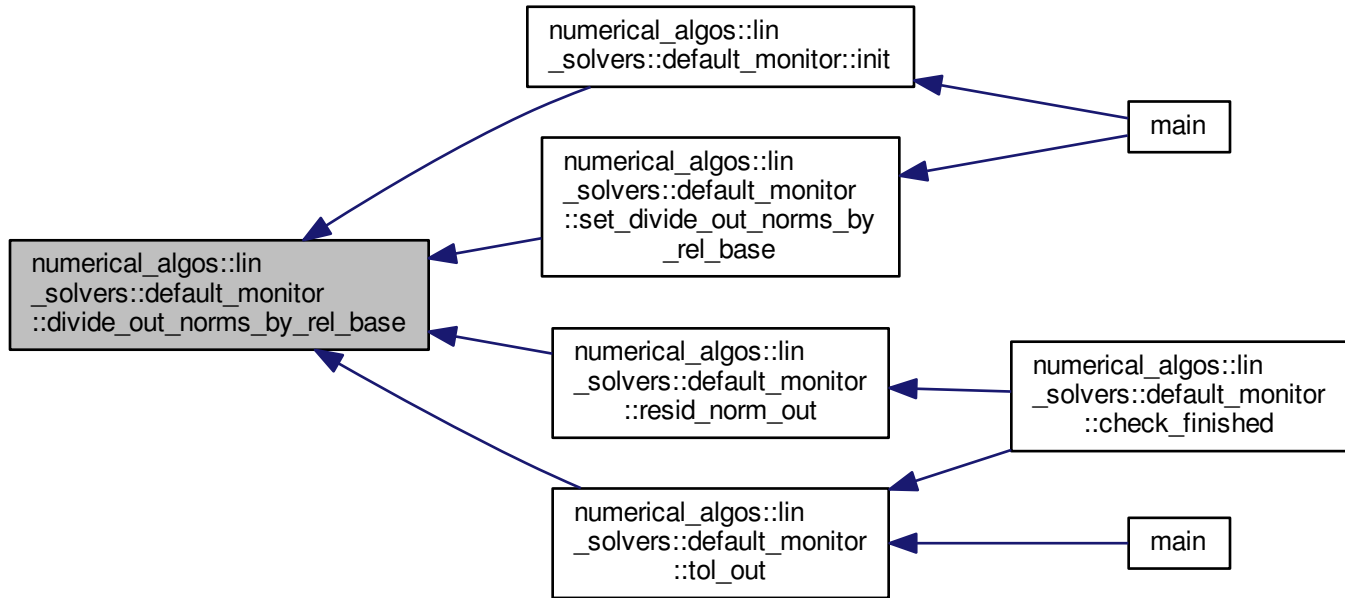 numerical_algos::lin
_solvers::default_monitor::init
main
numerical_algos::lin
_solvers::default_monitor
::set_divide_out_norms_by
_rel_base
numerical_algos::lin
_solvers::default_monitor
::divide_out_norms_by_rel_base
numerical_algos::lin
_solvers::default_monitor
::resid_norm_out
numerical_algos::lin
_solvers::default_monitor
::check_finished
numerical_algos::lin
_solvers::default_monitor
::tol_out
main